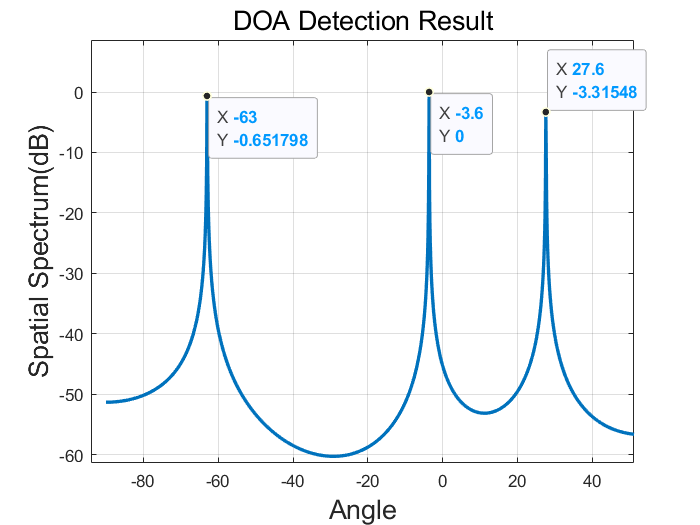 DOA Detection Result
X 27.6
Y -3.31548
X -63
Y -0.651798
X -3.6
Y 0
Spatial Spectrum(dB)
0
-10
-20
-30
-40
-50
-60
-80 -60 -40 -20 0 20 40
Angle